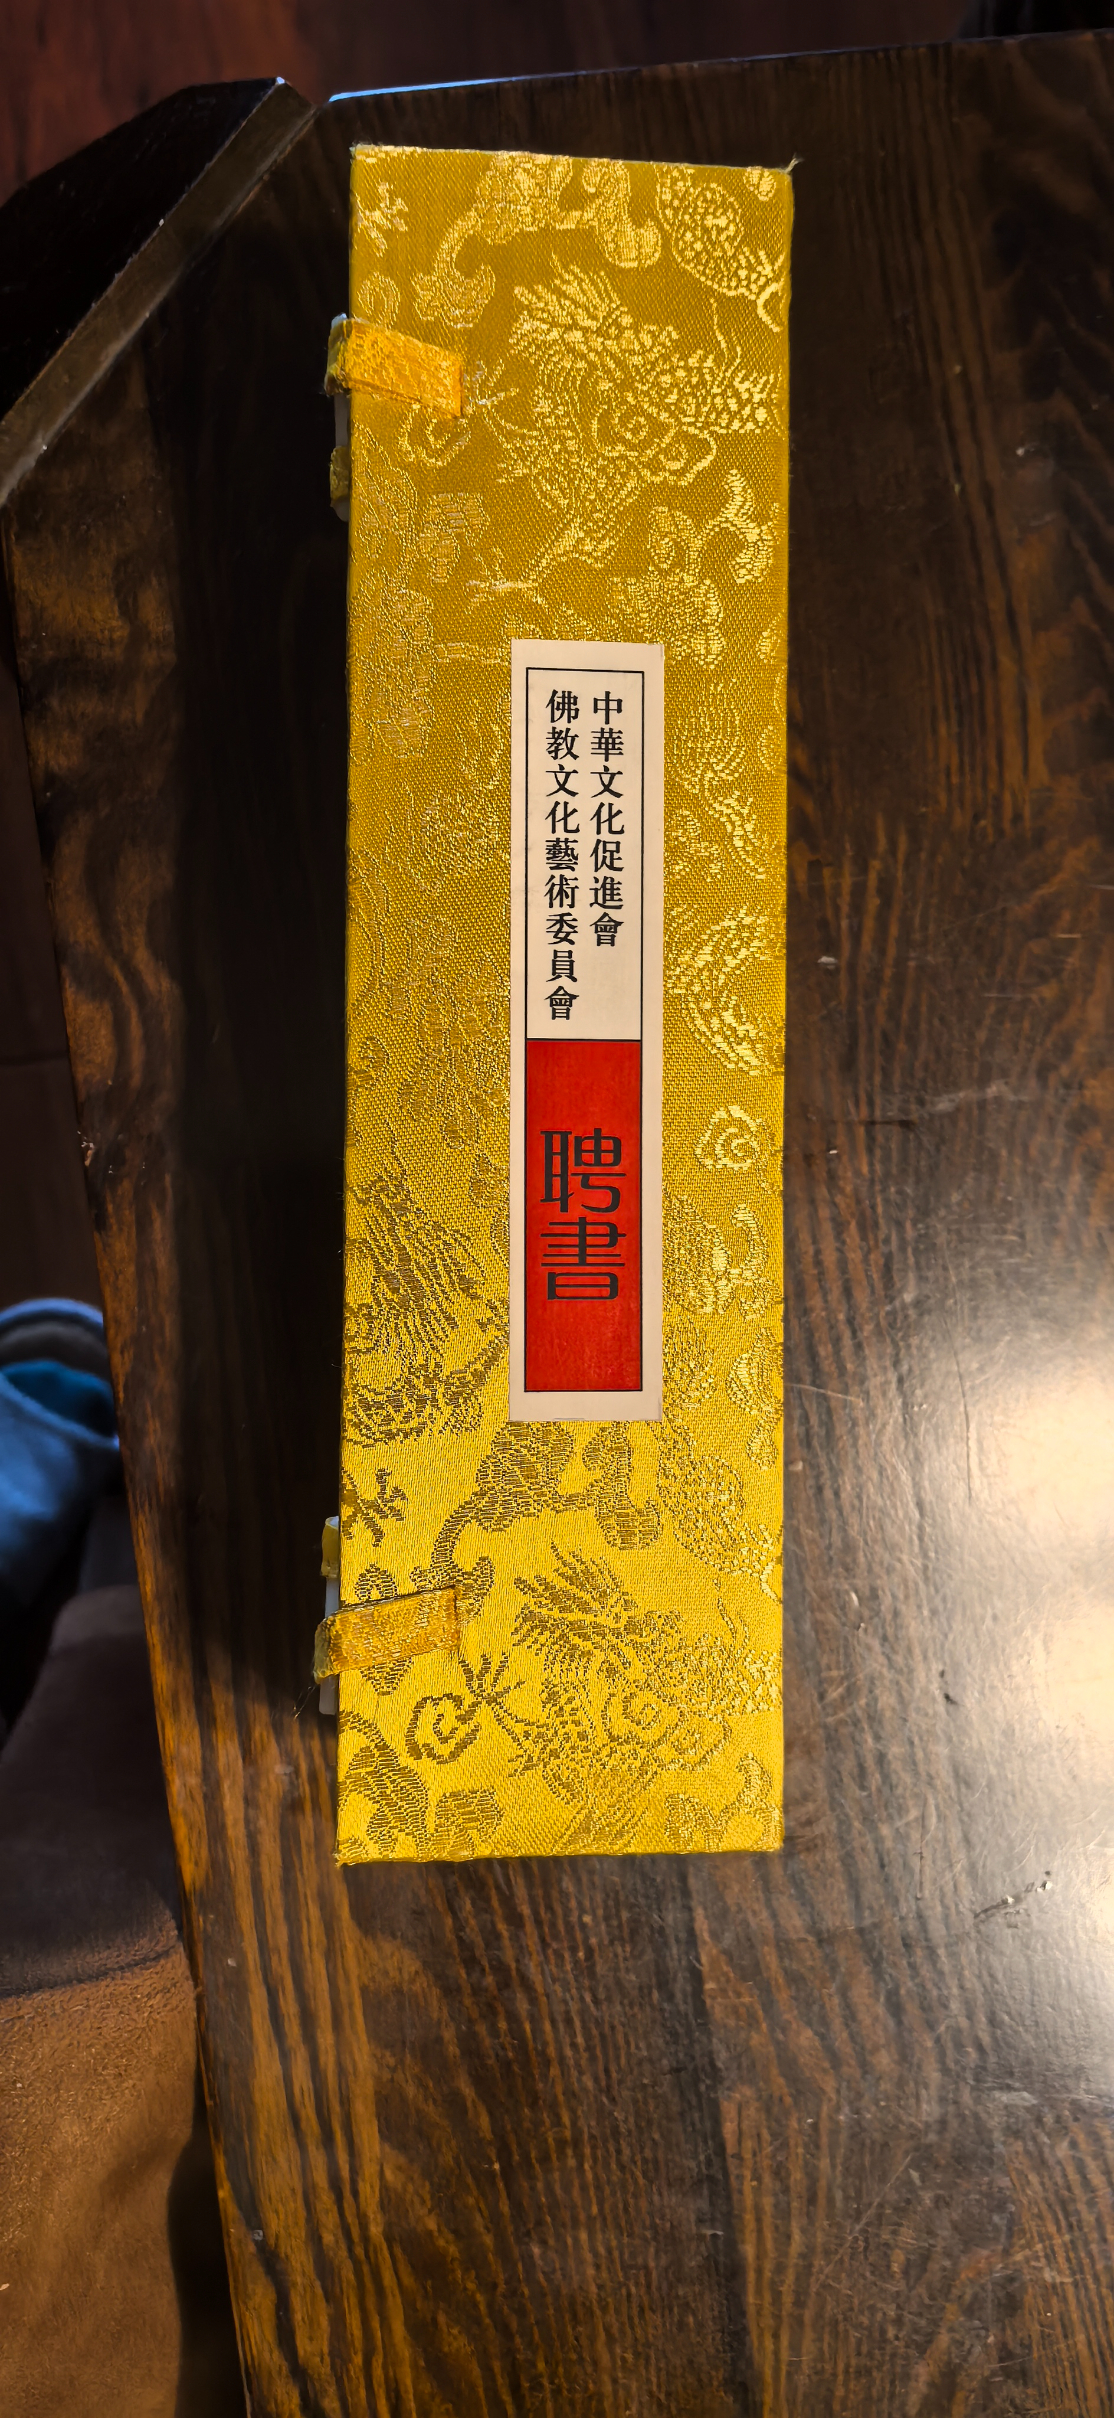 中華文化促進會
佛教文化藝術委員會
聘書